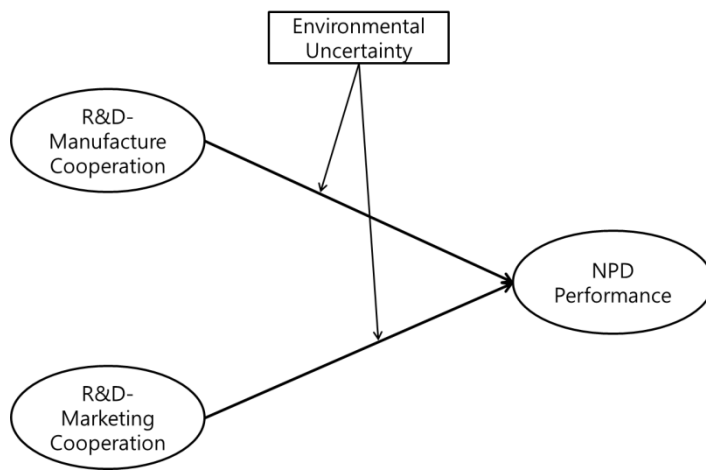 Environmental
Uncertainty
R&D-
Manufacture
Cooperation
NPD
Performance
R&D-
Marketing
Cooperation